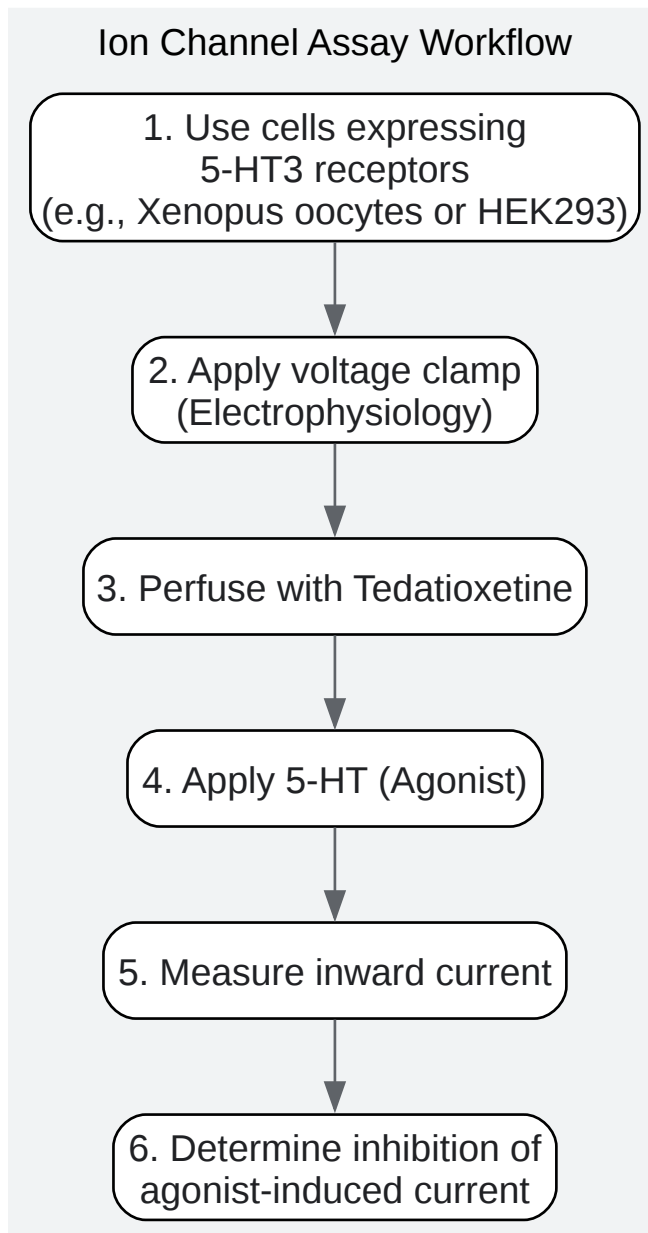 Ion Channel Assay Workflow
1. Use cells expressing
5-HT3 receptors
(e.g., Xenopus oocytes or HEK293)
2. Apply voltage clamp
(Electrophysiology)
3. Perfuse with Tedatioxetine
4. Apply 5-HT (Agonist)
5. Measure inward current
6. Determine inhibition of
agonist-induced current